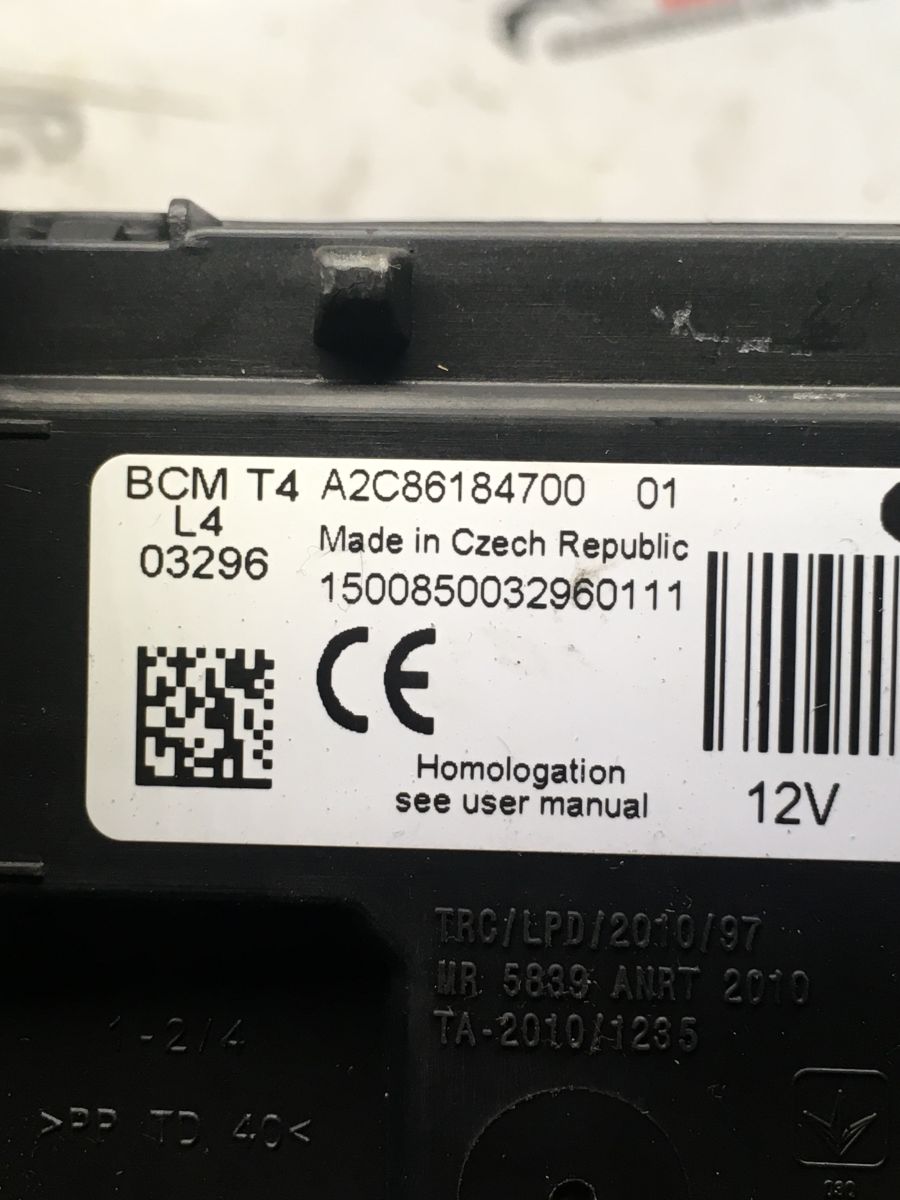 BCM T4 A2C86184700 01
L4
03296
Made in Czech Republic
1500850032960111
CE
Homologation
see user manual
12V
TRC/LPD/2010/97
MR 5839 ANRT 2010
TA-2010/1235
1-2/4
>PP TD 40<